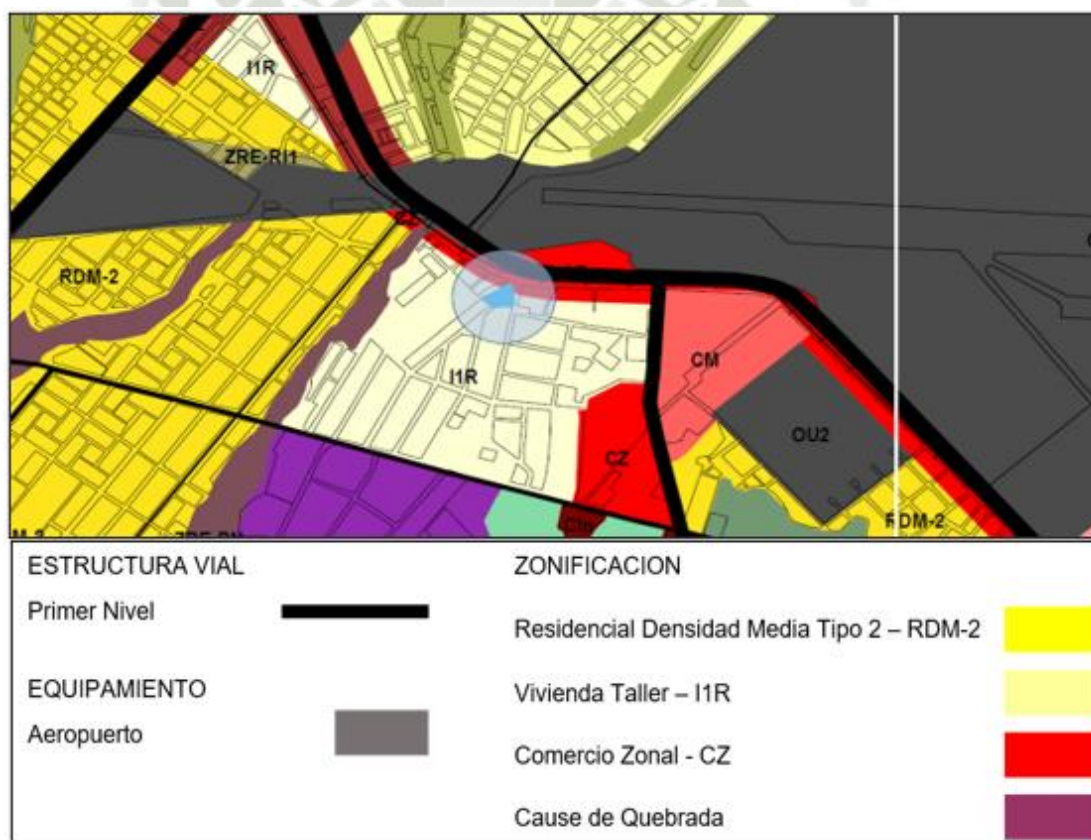 I1R
ZRE-RI1
RDM-2
I1R
CM
CZ
OU2
RDM-2
ESTRUCTURA VIAL
Primer Nivel
EQUIPAMIENTO
Aeropuerto
ZONIFICACION
Residencial Densidad Media Tipo 2 – RDM-2
Vivienda Taller – I1R
Comercio Zonal - CZ
Cause de Quebrada